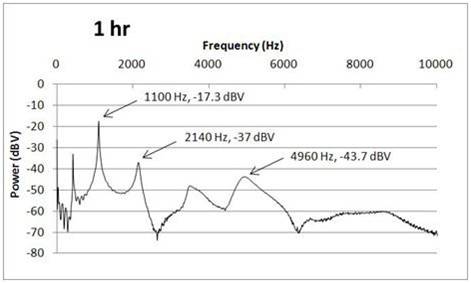 1 hr
Frequency (Hz)
0 2000 4000 6000 8000 10000
0
-10
1100 Hz, -17.3 dBV
-20
-30
2140 Hz, -37 dBV
-40
4960 Hz, -43.7 dBV
-50
-60
-70
-80
Power (dBV)